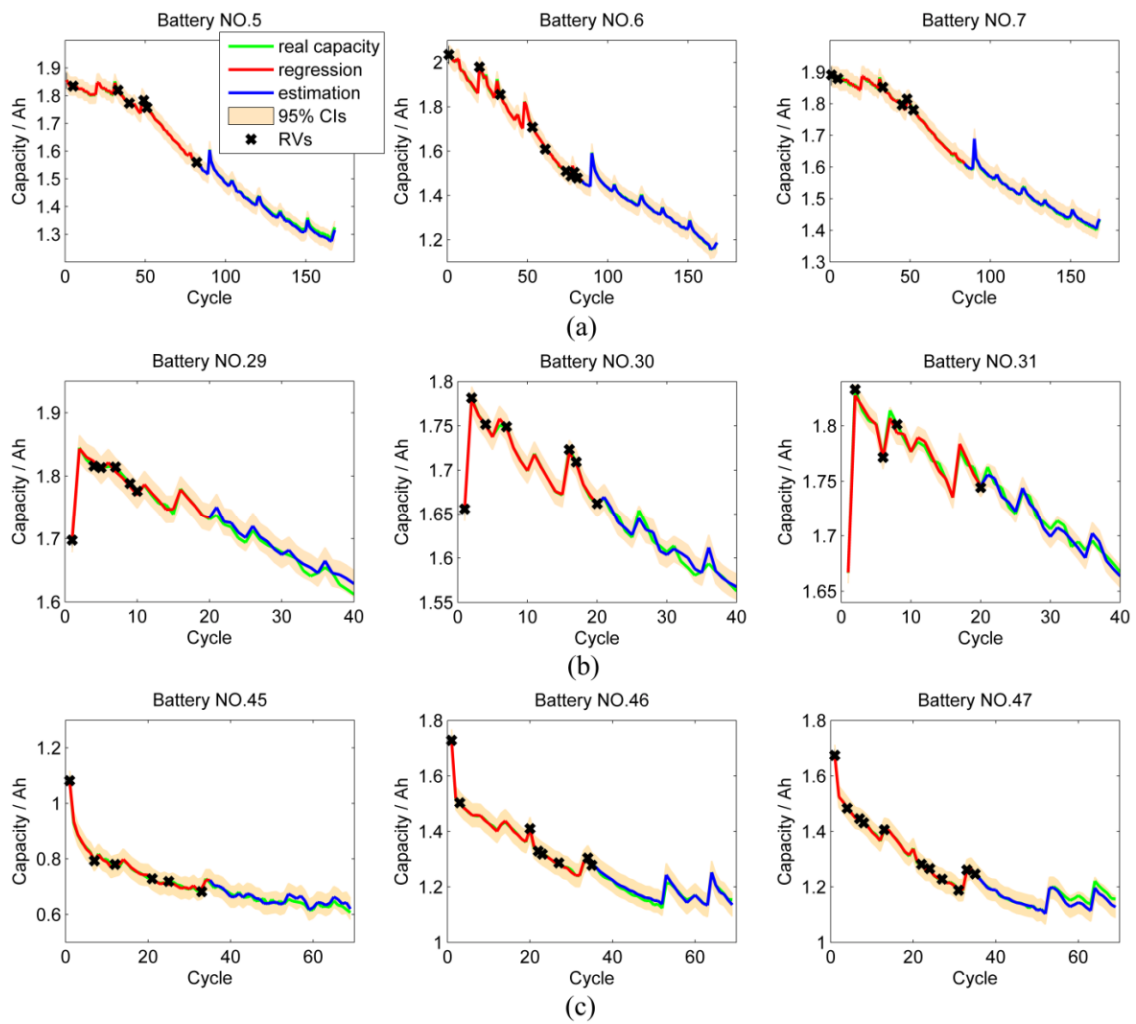 Battery NO.5
Battery NO.6
Battery NO.7
real capacity
regression
estimation
95% CIs
RVs
Capacity / Ah
1.9
1.8
1.7
1.6
1.5
1.4
1.3
0 50 100 150
Cycle
Capacity / Ah
2
1.8
1.6
1.4
1.2
0 50 100 150
Cycle
Capacity / Ah
1.9
1.8
1.7
1.6
1.5
1.4
1.3
0 50 100 150
Cycle
(a)
Battery NO.29
Battery NO.30
Battery NO.31
Capacity / Ah
1.9
1.8
1.7
1.6
0 10 20 30 40
Cycle
Capacity / Ah
1.8
1.75
1.7
1.65
1.6
1.55
0 10 20 30 40
Cycle
Capacity / Ah
1.8
1.75
1.7
1.65
0 10 20 30 40
Cycle
(b)
Battery NO.45
Battery NO.46
Battery NO.47
Capacity / Ah
1.2
1
0.8
0.6
0 20 40 60
Cycle
Capacity / Ah
1.8
1.6
1.4
1.2
1
0 20 40 60
Cycle
Capacity / Ah
1.8
1.6
1.4
1.2
1
0 20 40 60
Cycle
(c)